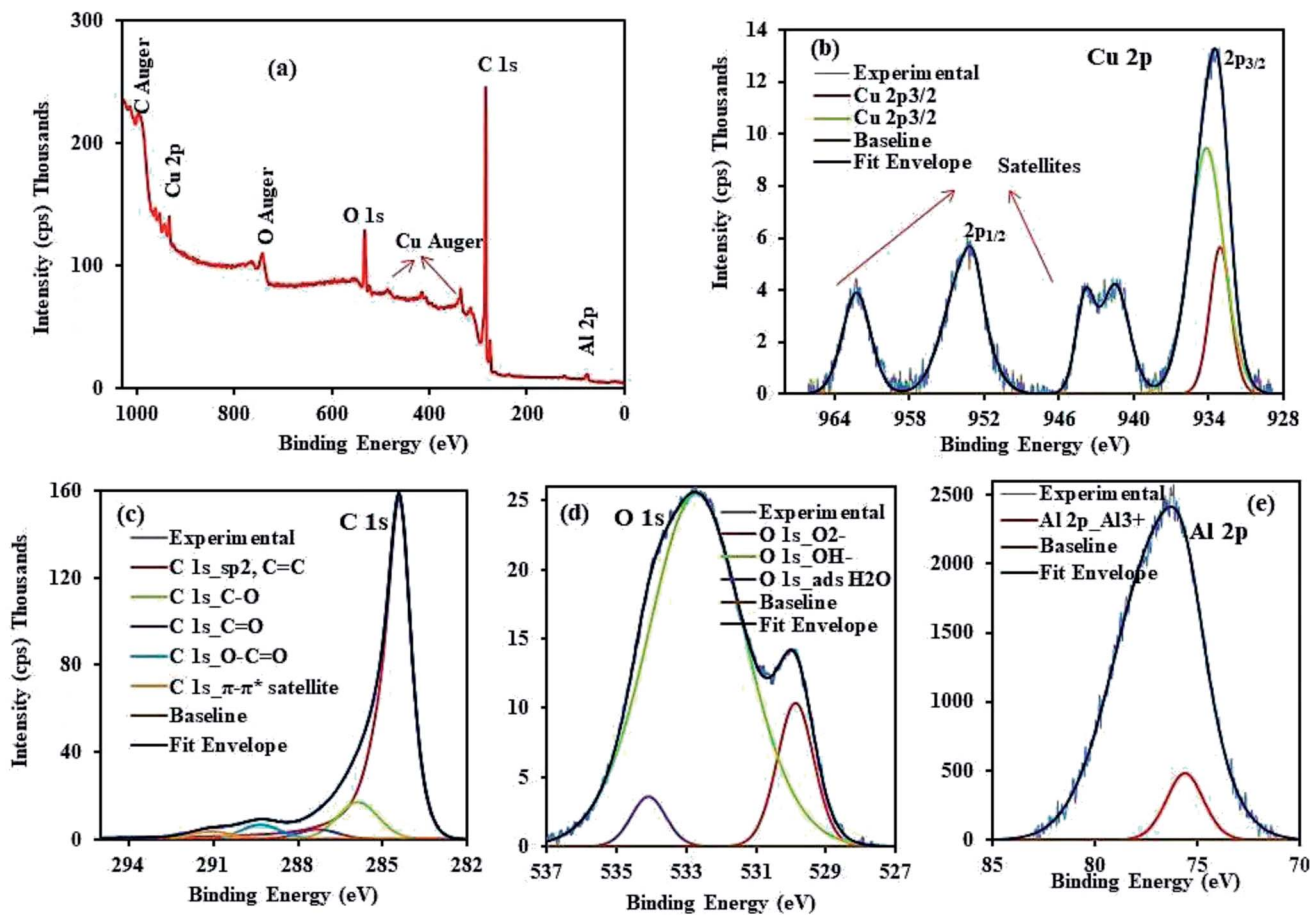 (a)
Intensity (cps) Thousands
300
200
100
0
C Auger
Cu 2p
O Auger
O 1s
Cu Auger
C 1s
Al 2p
1000
800
600
400
200
0
Binding Energy (eV)
(b)
Cu 2p
Intensity (cps) Thousands
14
12
10
8
6
4
2
0
Experimental
Cu 2p3/2
Cu 2p3/2
Baseline
Fit Envelope
Satellites
2p3/2
2p1/2
964
958
952
946
940
934
928
Binding Energy (eV)
(c)
C 1s
Intensity (cps) Thousands
160
120
80
40
0
Experimental
C 1s_sp2, C=C
C 1s_C-O
C 1s_C=O
C 1s_O-C=O
C 1s_π-π* satellite
Baseline
Fit Envelope
294
291
288
285
282
Binding Energy (eV)
(d)
O 1s
25
20
15
10
5
0
Experimental
O 1s_O2-
O 1s_OH-
O 1s_ads H2O
Baseline
Fit Envelope
537
535
533
531
529
527
Binding Energy (eV)
(e)
Al 2p
2500
2000
1500
1000
500
0
Experimental
Al 2p_Al3+
Baseline
Fit Envelope
85
80
75
70
Binding Energy (eV)